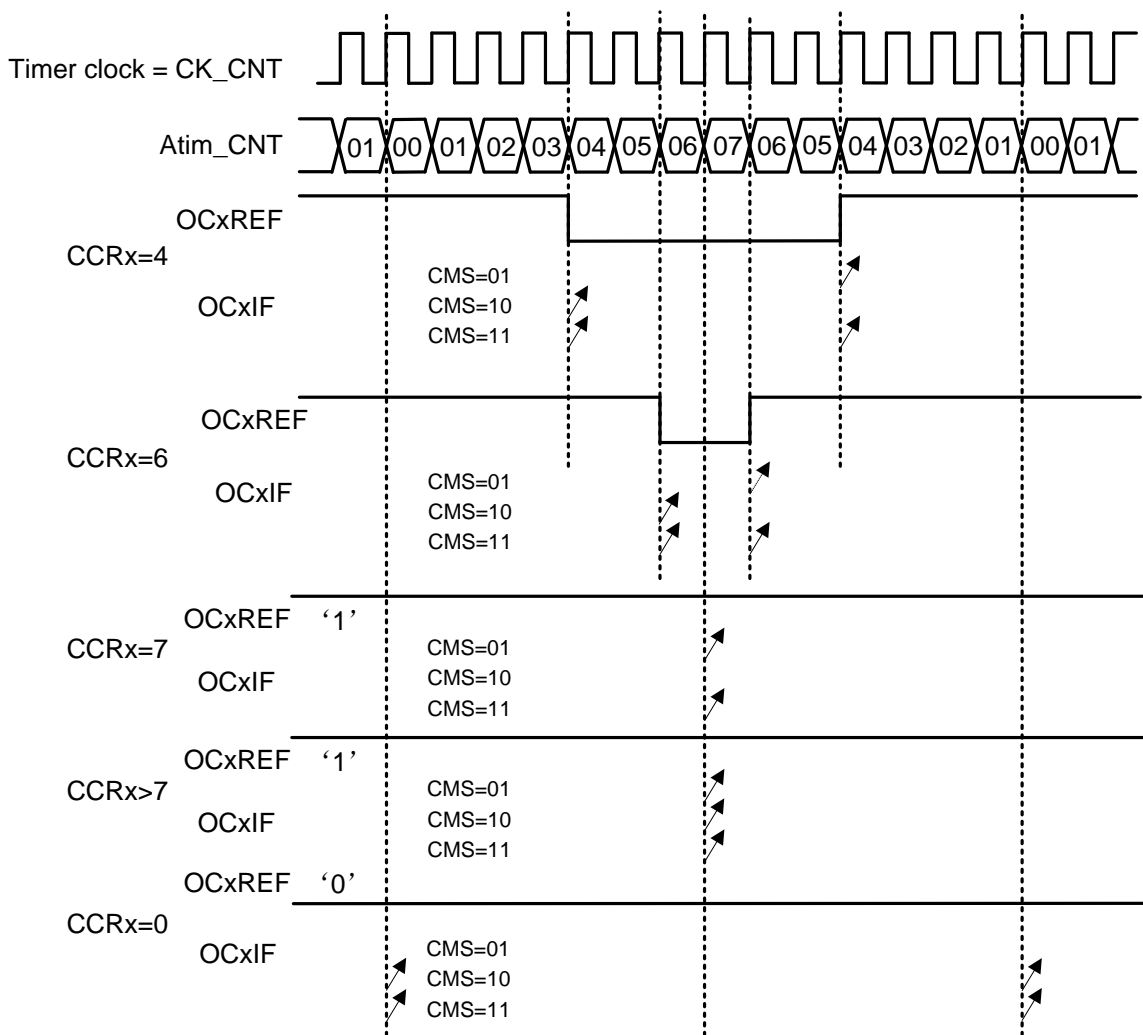 Timer clock = CK_CNT
Atim_CNT
01 00 01 02 03 04 05 06 07 06 05 04 03 02 01 00 01
OCxREF
CCRx=4
CMS=01
OCxIF
CMS=10
CMS=11
OCxREF
CCRx=6
CMS=01
OCxIF
CMS=10
CMS=11
OCxREF ‘1’
CCRx=7
CMS=01
OCxIF
CMS=10
CMS=11
OCxREF ‘1’
CCRx>7
CMS=01
OCxIF
CMS=10
CMS=11
OCxREF ‘0’
CCRx=0
CMS=01
OCxIF
CMS=10
CMS=11